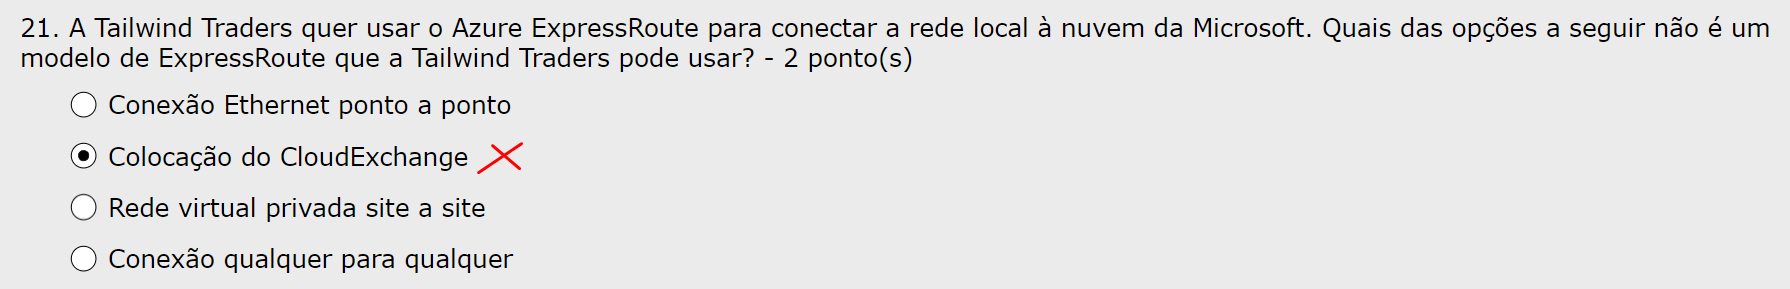 21. A Tailwind Traders quer usar o Azure ExpressRoute para conectar a rede local à nuvem da Microsoft. Quais das opções a seguir não é um
modelo de ExpressRoute que a Tailwind Traders pode usar? - 2 ponto(s)
Conexão Ethernet ponto a ponto
Colocação do CloudExchange
Rede virtual privada site a site
Conexão qualquer para qualquer